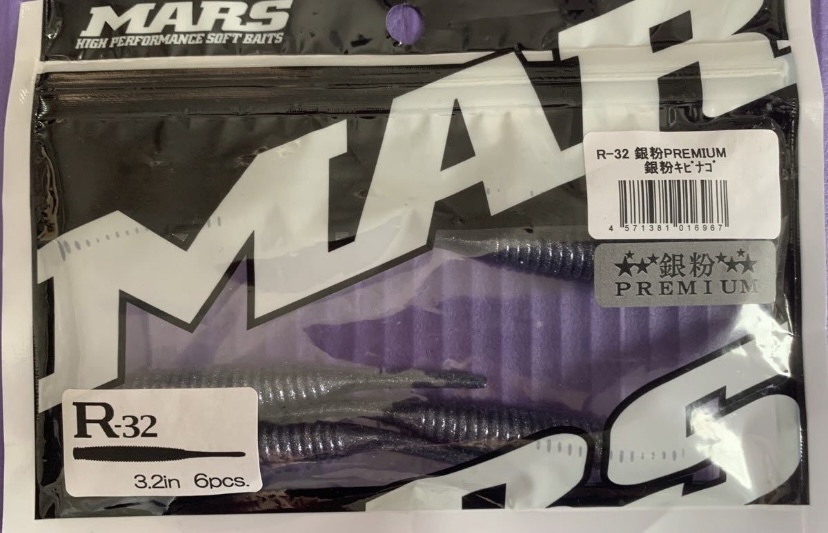 MARS
HIGH PERFORMANCE SOFT BAITS
MARS
R-32 銀粉PREMIUM
銀粉ｷﾋﾞﾅｺﾞ
4 571381 016967
★★銀粉★★
PREMIUM
R-32
3.2in 6pcs.